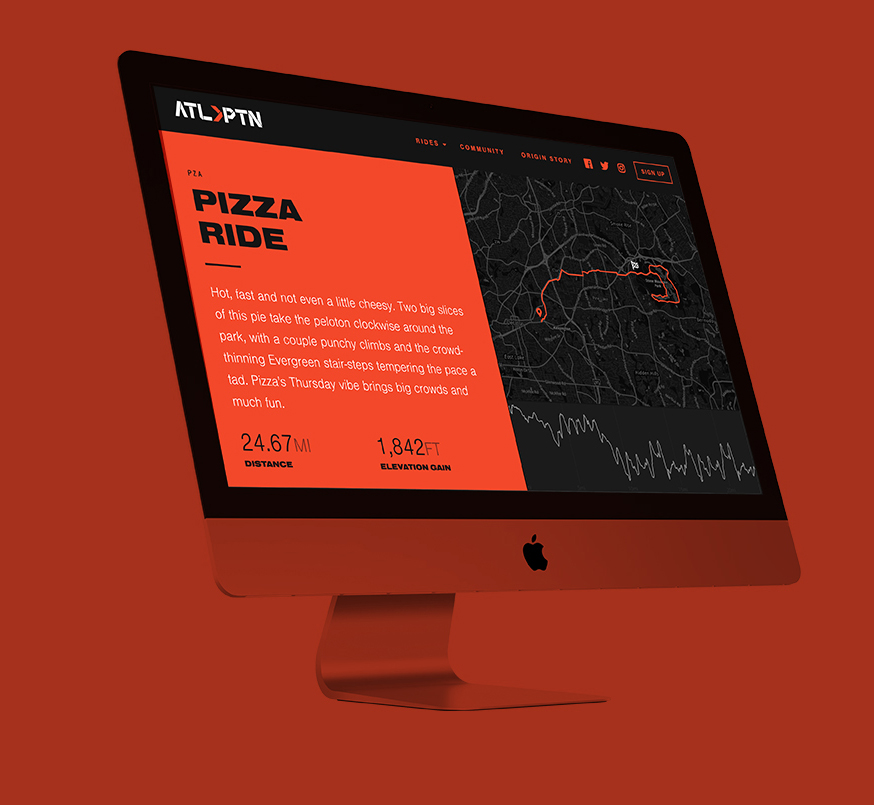 ATL>PTN
RIDES
COMMUNITY
ORIGIN STORY
SIGN UP
PZA
PIZZA
RIDE
Hot, fast and not even a little cheesy. Two big slices
of this pie take the peloton clockwise around the
park, with a couple punchy climbs and the crowd-
thinning Evergreen stair-steps tempering the pace a
tad. Pizza's Thursday vibe brings big crowds and
much fun.
24.67MI
DISTANCE
1,842FT
ELEVATION GAIN